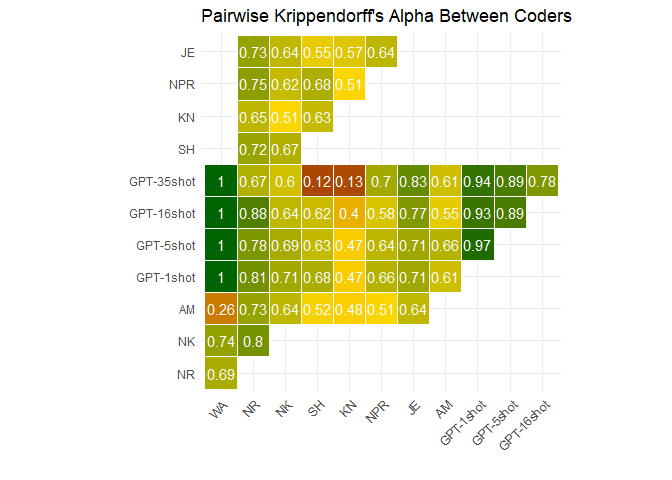 Pairwise Krippendorff's Alpha Between Coders
JE 0.73 0.64 0.55 0.57 0.64
NPR 0.75 0.62 0.68 0.51
KN 0.65 0.51 0.63
SH 0.72 0.67
GPT-35shot 1 0.67 0.6 0.12 0.13 0.7 0.83 0.61 0.94 0.89 0.78
GPT-16shot 1 0.88 0.64 0.62 0.4 0.58 0.77 0.55 0.93 0.89
GPT-5shot 1 0.78 0.69 0.63 0.47 0.64 0.71 0.66 0.97
GPT-1shot 1 0.81 0.71 0.68 0.47 0.66 0.71 0.61
AM 0.26 0.73 0.64 0.52 0.48 0.51 0.64
NK 0.74 0.8
NR 0.69
WA NR NK SH KN NPR JE AM GPT-1shot GPT-5shot GPT-16shot